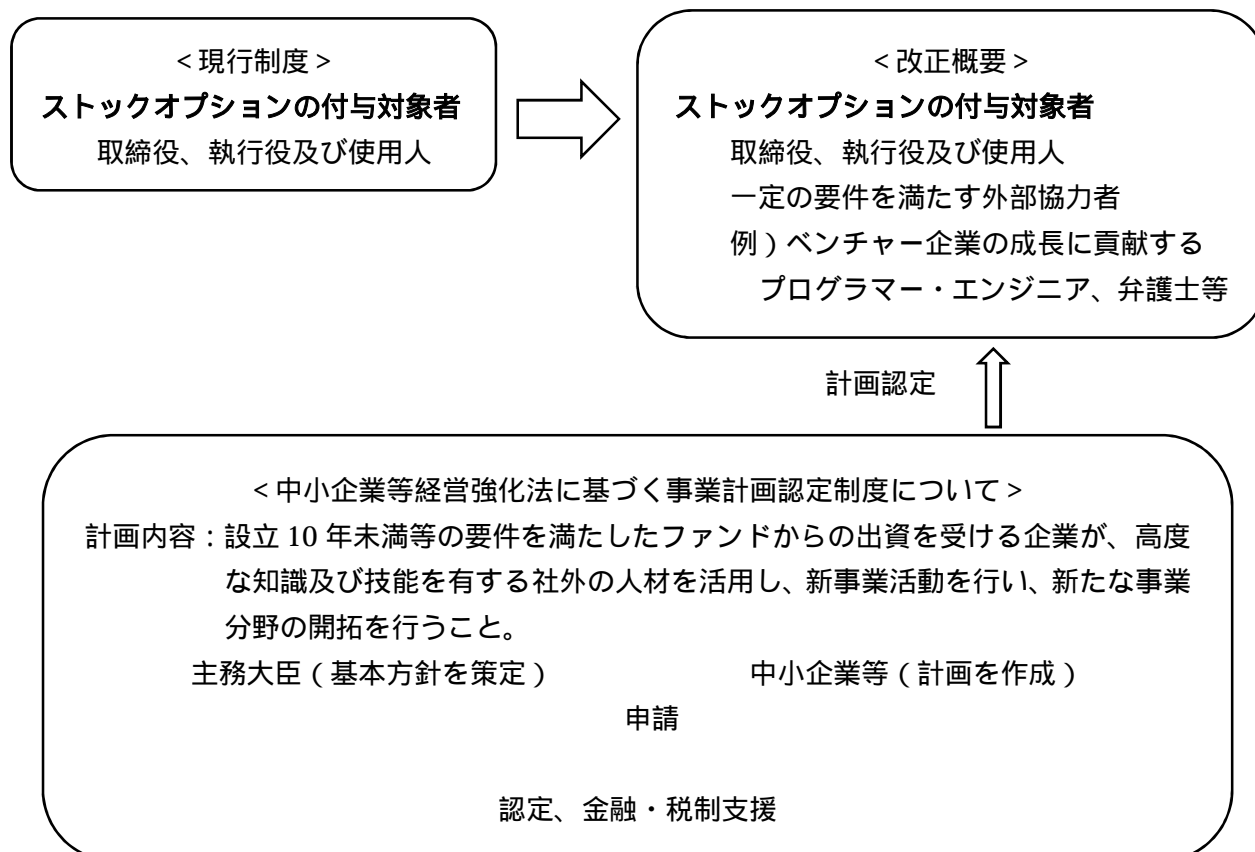 <現行制度>
ストックオプションの付与対象者
取締役、執行役及び使用人
<改正概要>
ストックオプションの付与対象者
取締役、執行役及び使用人
一定の要件を満たす外部協力者
例)ベンチャー企業の成長に貢献する
プログラマー・エンジニア、弁護士等
計画認定
<中小企業等経営強化法に基づく事業計画認定制度について>
計画内容:設立 10 年未満等の要件を満たしたファンドからの出資を受ける企業が、高度
な知識及び技能を有する社外の人材を活用し、新事業活動を行い、新たな事業
分野の開拓を行うこと。
主務大臣(基本方針を策定) 中小企業等(計画を作成)
申請
認定、金融・税制支援